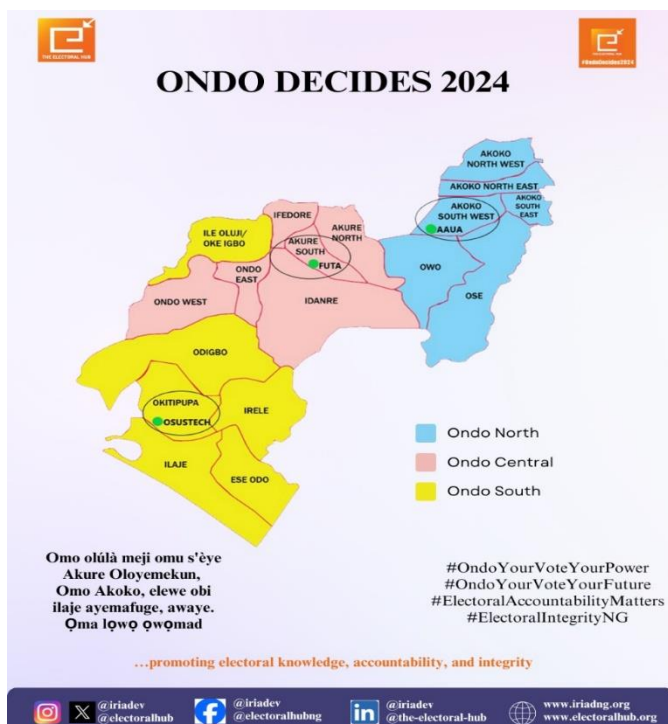 THE ELECTORAL HUB
THE ELECTORAL HUB
#OndoDecides2024
ONDO DECIDES 2024
AKOKO
NORTH WEST
AKOKO NORTH EAST
AKOKO
SOUTH
EAST
AKOKO
SOUTH WEST
AAUA
IFEDORE
AKURE
NORTH
ILE OLUJI/
OKE IGBO
AKURE
SOUTH
FUTA
OWO
ONDO
EAST
OSE
ONDO WEST
IDANRE
ODIGBO
OKITIPUPA
IRELE
OSUSTECH
ILAJE
ESE ODO
Ondo North
Ondo Central
Ondo South
Omo olúlà meji omu s'èye
Akure Oloyemekun,
Omo Akoko, elewe obi
ilaje ayemafuge, awaye.
Ọma lọwọ ọwọmad
#OndoYourVoteYourPower
#OndoYourVoteYourFuture
#ElectoralAccountabilityMatters
#ElectoralIntegrityNG
...promoting electoral knowledge, accountability, and integrity
@iriadev
@electoralhub
@iriadev
@electoralhubng
@iriadev
@the-electoral-hub
www.iriadng.org
www.electoralhub.org